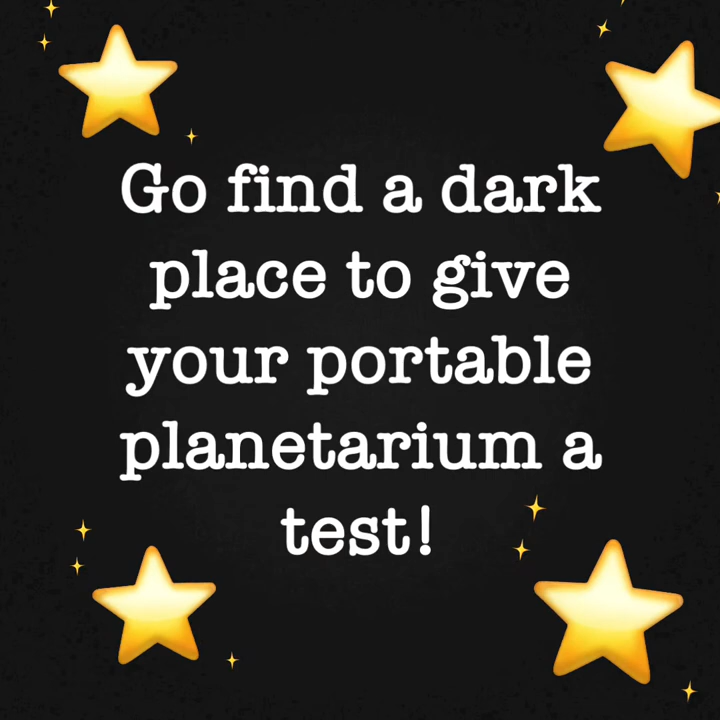 Go find a dark
place to give
your portable
planetarium a
test!